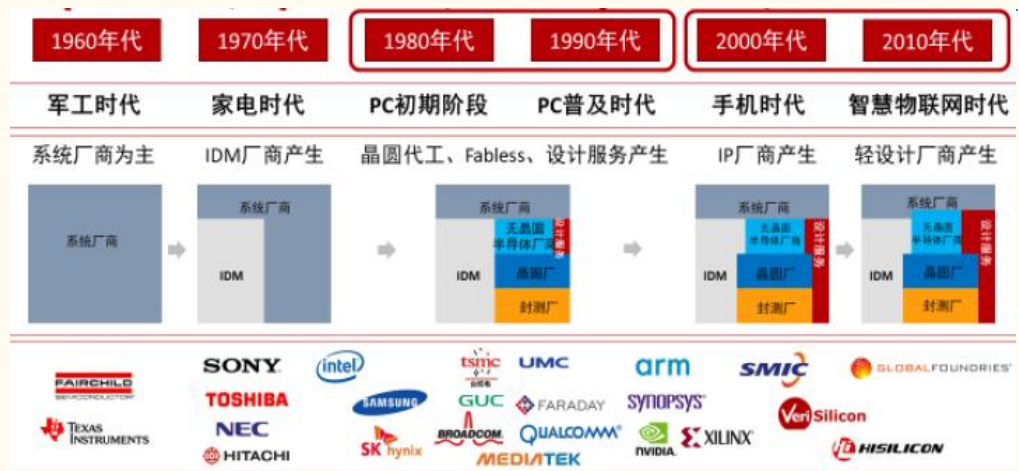 1960年代
1970年代
1980年代
1990年代
2000年代
2010年代
军工时代
家电时代
PC初期阶段
PC普及时代
手机时代
智慧物联网时代
系统厂商为主
IDM厂商产生
晶圆代工、Fabless、设计服务产生
IP厂商产生
轻设计厂商产生
系统厂商
系统厂商
IDM
系统厂商
无晶圆
半导体厂商
设计服务
IDM
晶圆厂
封测厂
系统厂商
无晶圆
半导体厂商
设计服务
IDM
晶圆厂
封测厂
系统厂商
无晶圆
半导体厂商
设计服务
IDM
晶圆厂
封测厂
FAIRCHILD
SEMICONDUCTOR
TEXAS
INSTRUMENTS
SONY
TOSHIBA
NEC
HITACHI
intel
SAMSUNG
SK hynix
tsmc
台积电
GUC
BROADCOM.
MEDIATEK
UMC
FARADAY
QUALCOMM
arm
SYNOPSYS
NVIDIA.
XILINX
SMIC
VeriSilicon
GLOBALFOUNDRIES
HISILICON